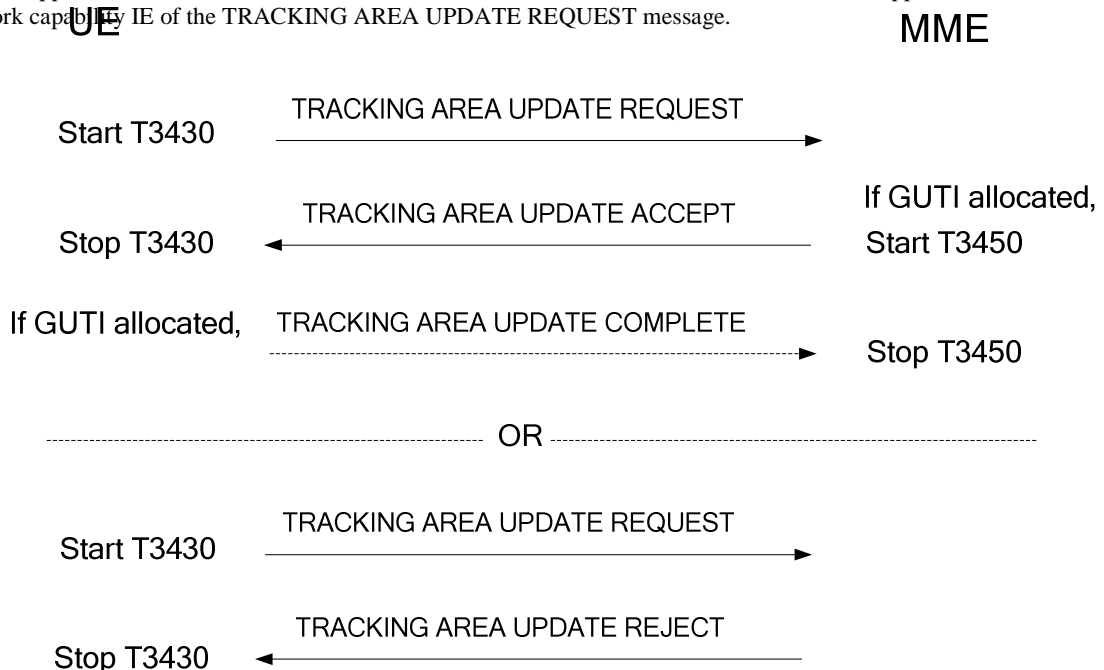 rk capability IE of the TRACKING AREA UPDATE REQUEST message.
UE MME
TRACKING AREA UPDATE REQUEST
Start T3430
If GUTI allocated,
TRACKING AREA UPDATE ACCEPT
Stop T3430 Start T3450
If GUTI allocated, TRACKING AREA UPDATE COMPLETE
Stop T3450
OR
TRACKING AREA UPDATE REQUEST
Start T3430
TRACKING AREA UPDATE REJECT
Stop T3430